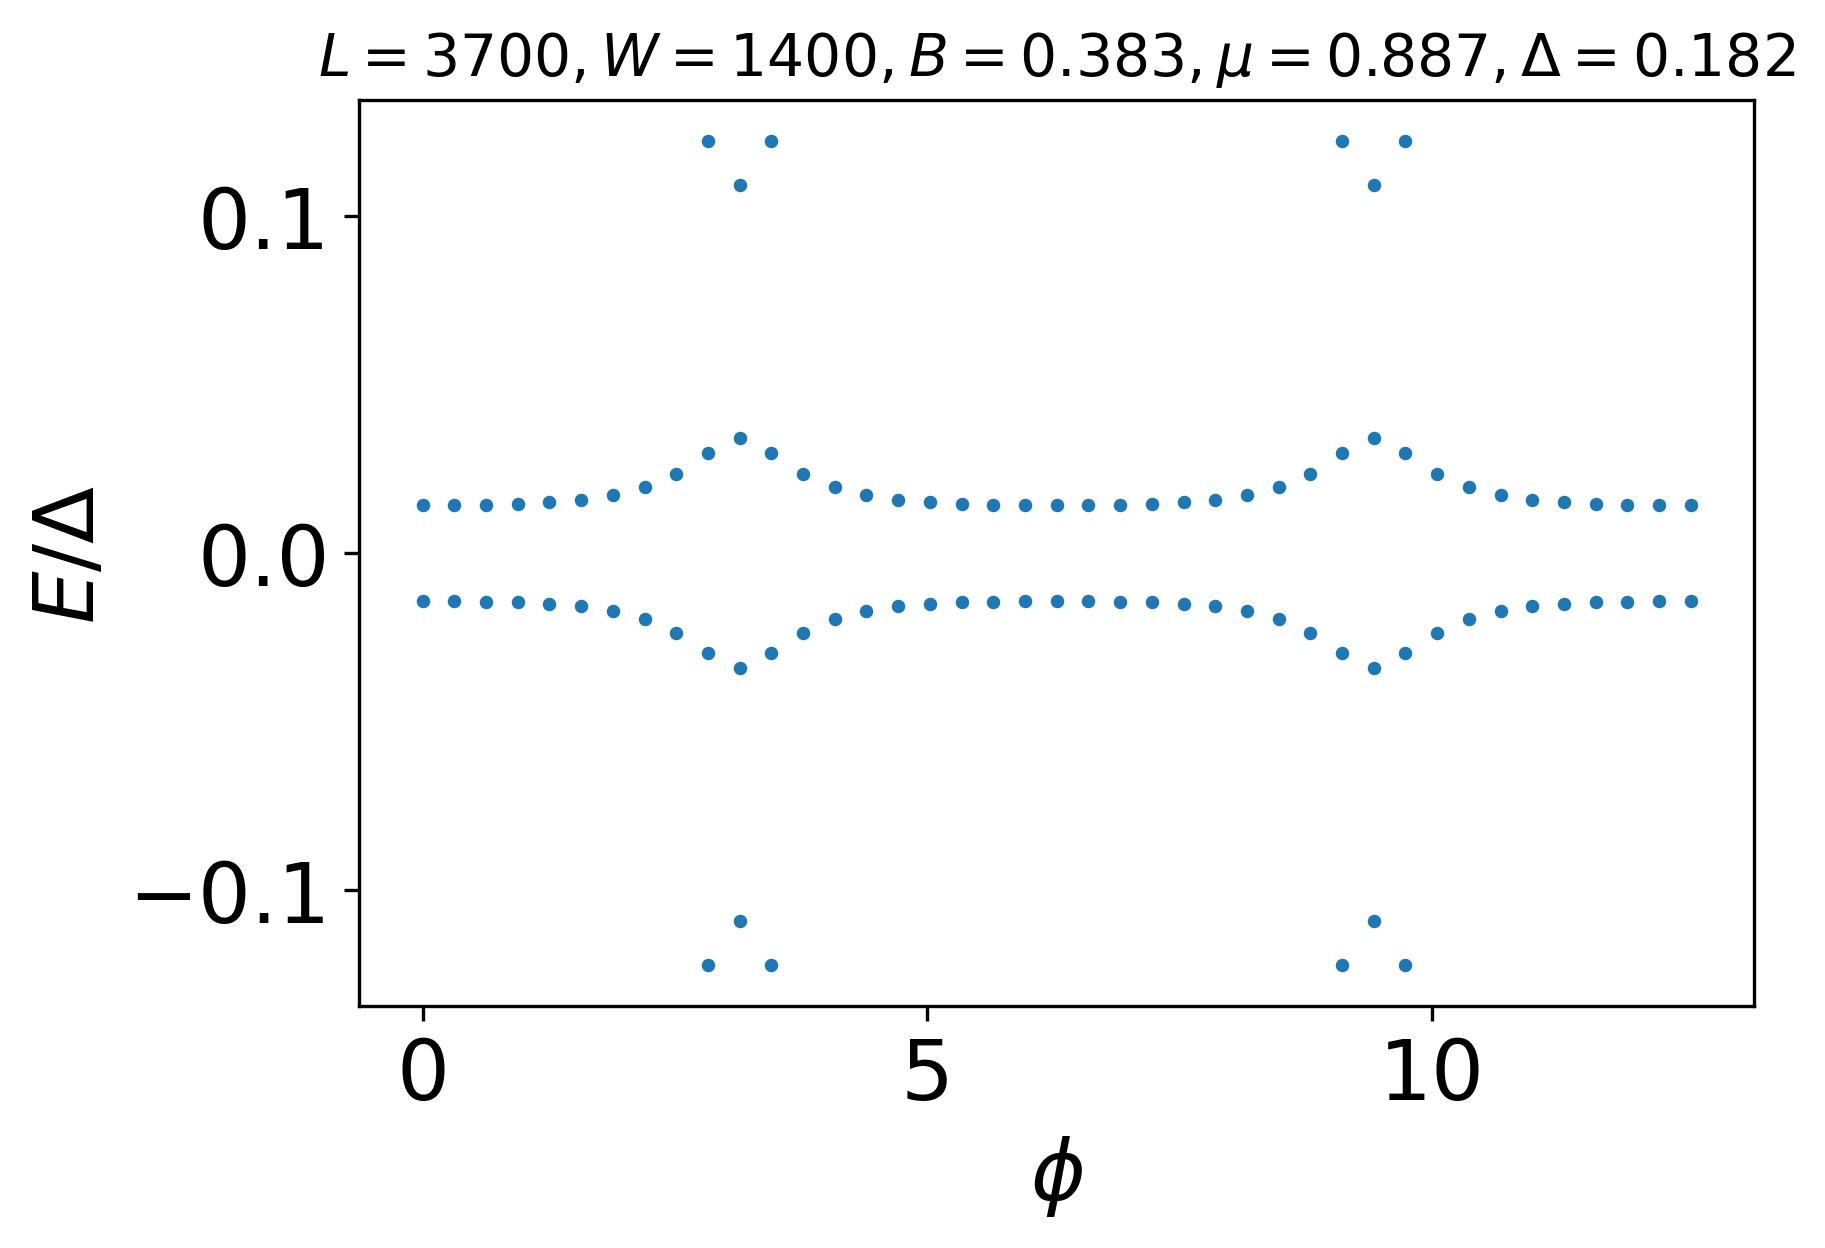 L = 3700, W = 1400, B = 0.383, μ = 0.887, Δ = 0.182
0.1
0.0
−0.1
E/Δ
0 5 10
ϕ